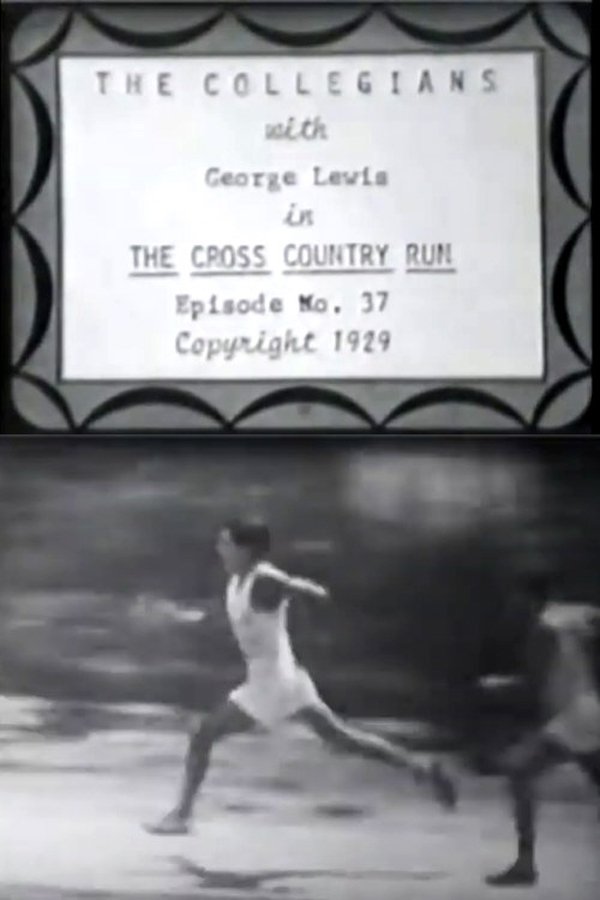 THE COLLEGIANS
with
George Lewis
in
THE CROSS COUNTRY RUN
Episode No. 37
Copyright 1929